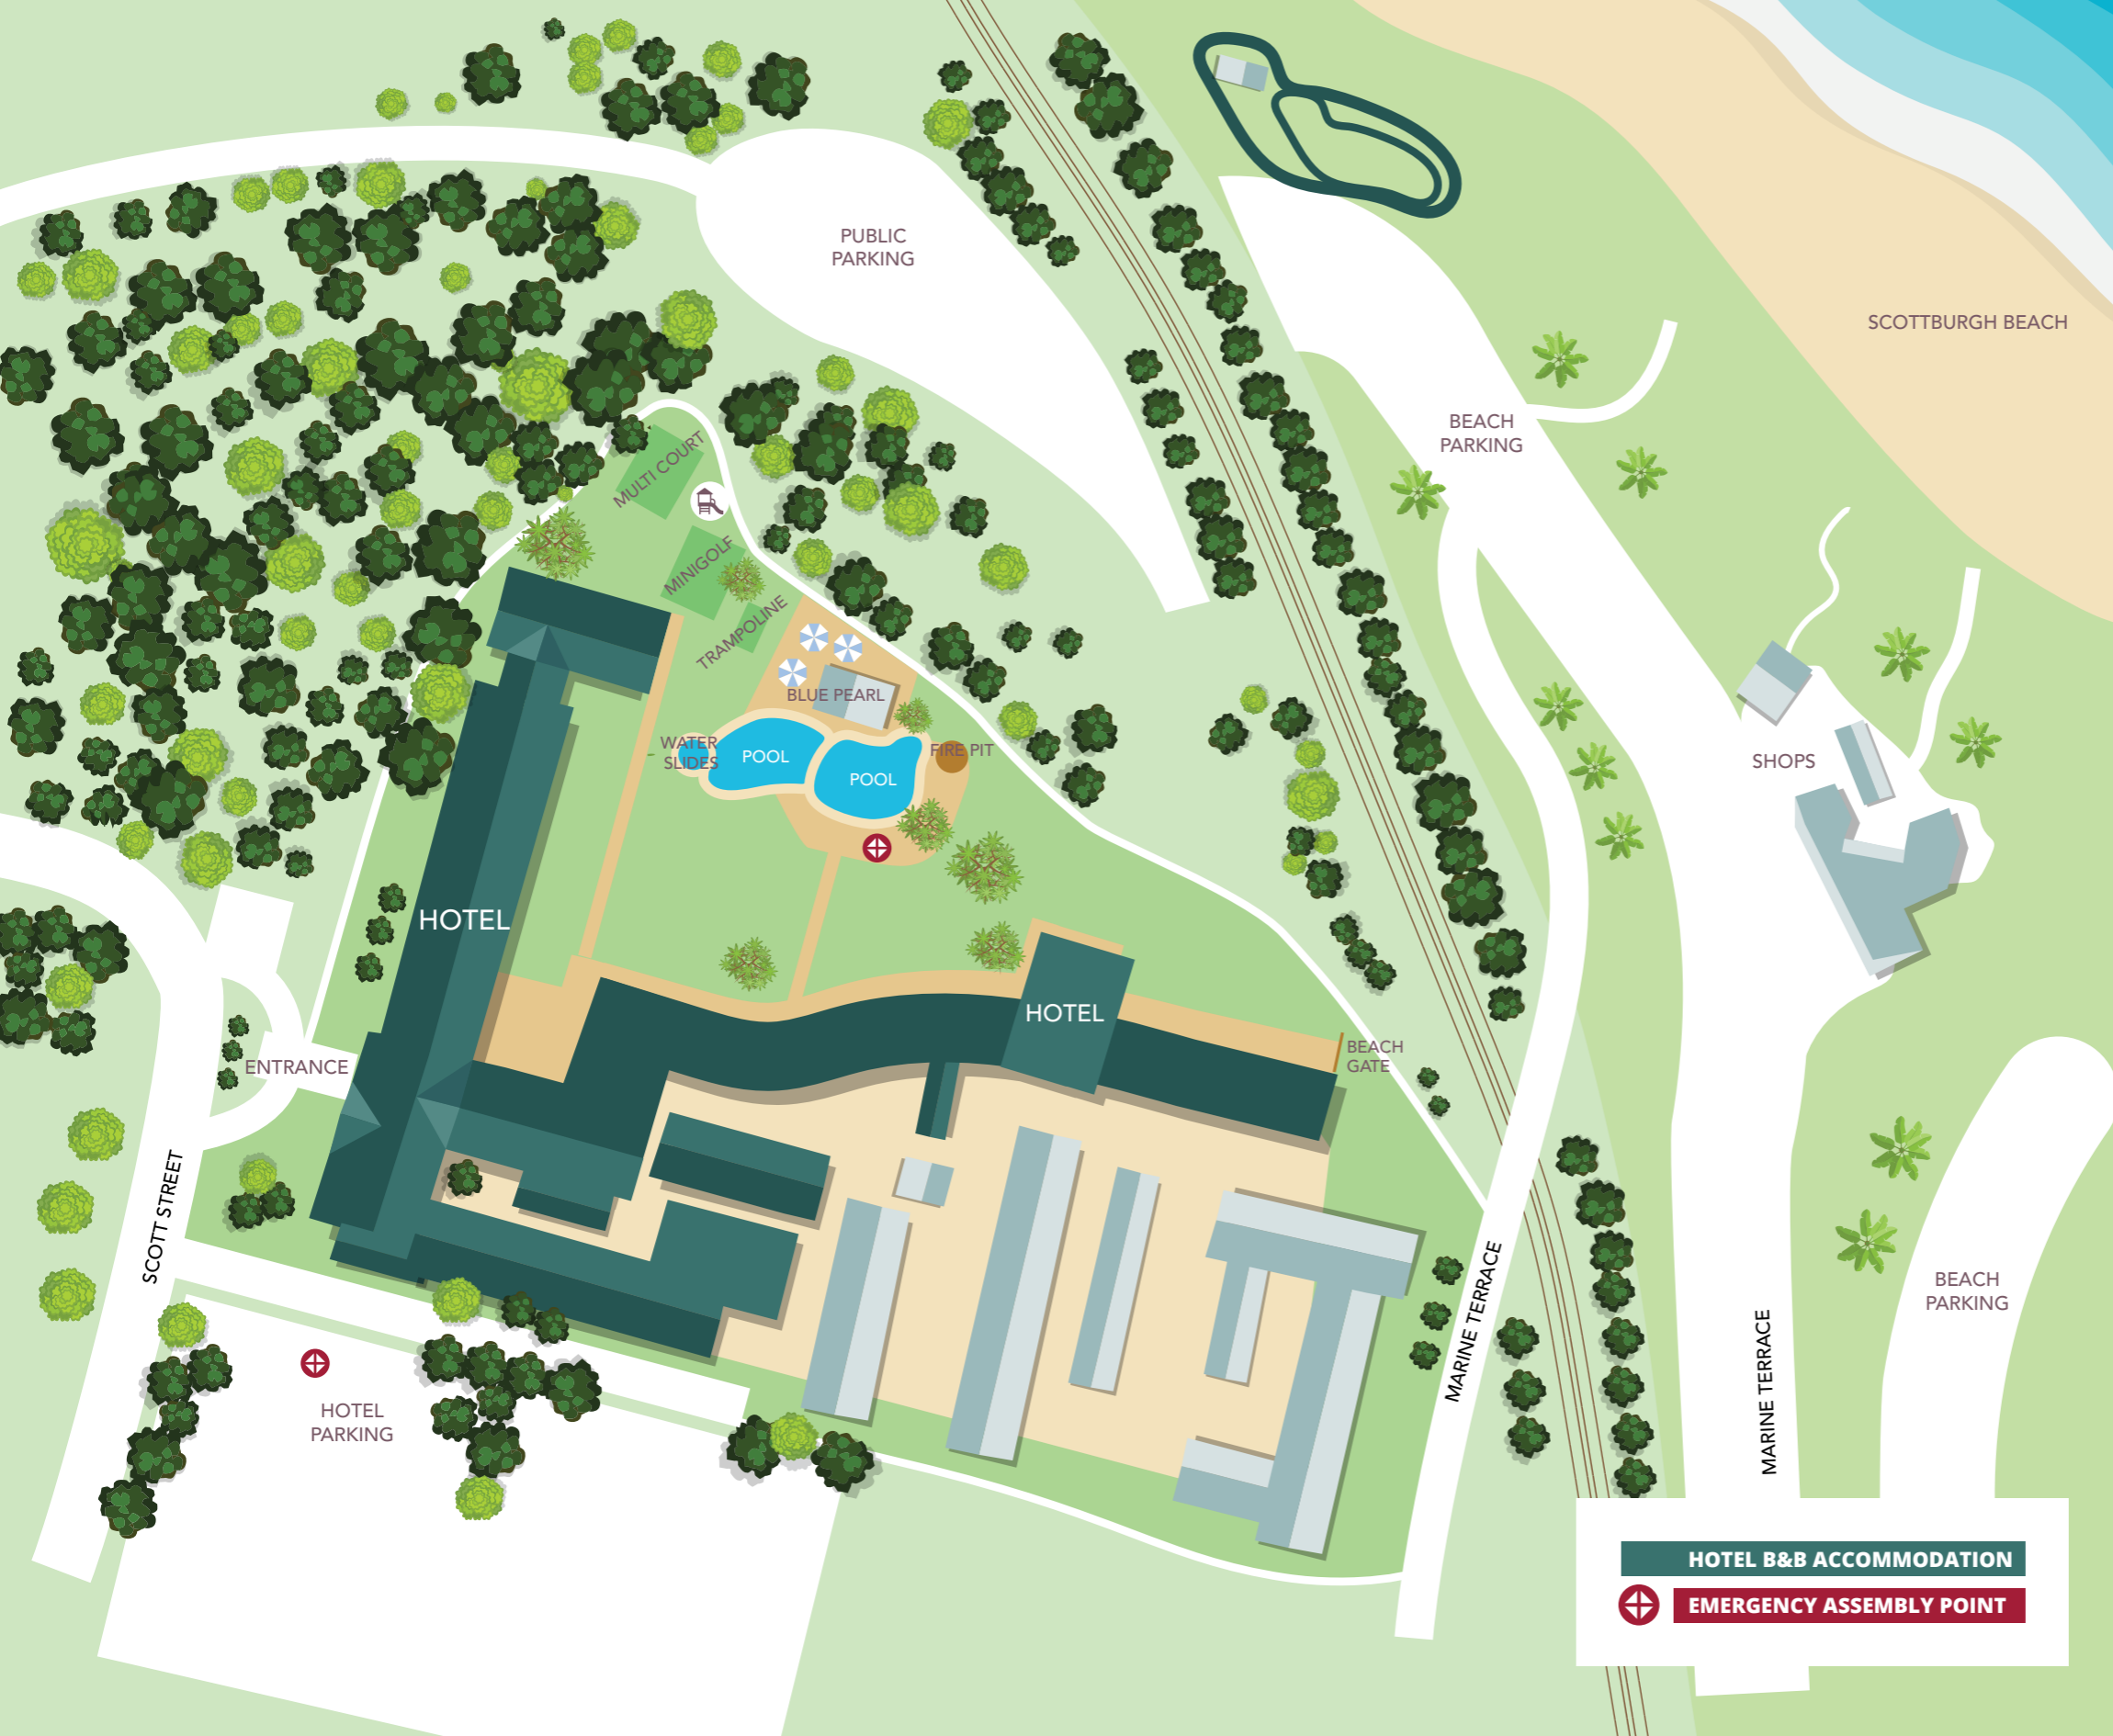 PUBLIC
PARKING
SCOTTBURGH BEACH
BEACH
PARKING
MULTI COURT
MINIGOLF
TRAMPOLINE
BLUE PEARL
WATER
SLIDES
POOL
POOL
FIRE PIT
SHOPS
HOTEL
HOTEL
BEACH
GATE
ENTRANCE
SCOTT STREET
MARINE TERRACE
MARINE TERRACE
BEACH
PARKING
HOTEL
PARKING
HOTEL B&B ACCOMMODATION
EMERGENCY ASSEMBLY POINT